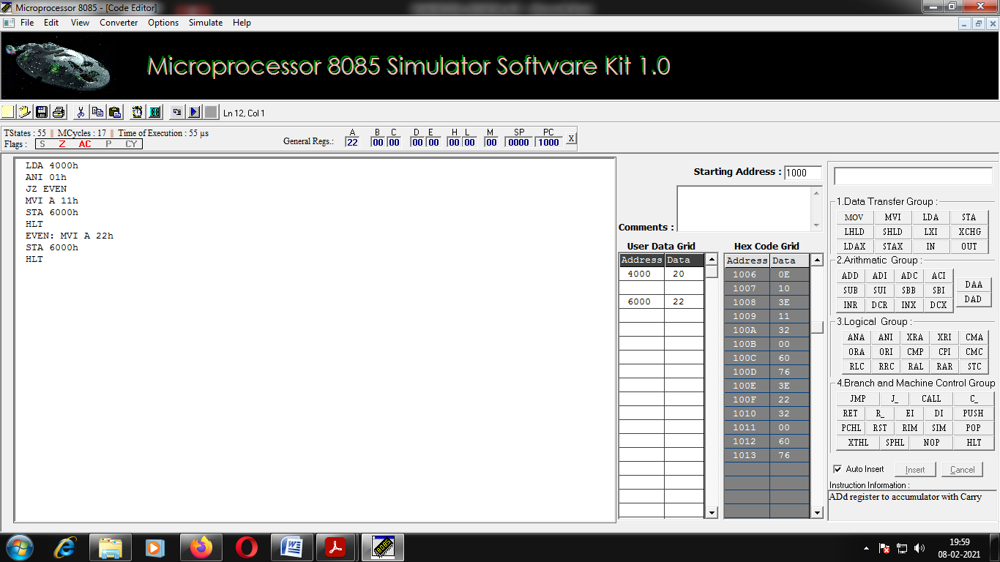 Microprocessor 8085 - [Code Editor]
File Edit View Converter Options Simulate Help
Microprocessor 8085 Simulator Software Kit 1.0
Ln 12, Col 1
TStates : 55 MCycles : 17 Time of Execution : 55 µs
Flags : S Z AC P CY
General Regs.:
A B C D E H L M SP PC
22 00 00 00 00 00 00 00 0000 1000 X
LDA 4000h
ANI 01h
JZ EVEN
MVI A 11h
STA 6000h
HLT
EVEN: MVI A 22h
STA 6000h
HLT
Starting Address : 1000
Comments :
User Data Grid
Address Data
4000 20
6000 22
Hex Code Grid
Address Data
1006 0E
1007 10
1008 3E
1009 11
100A 32
100B 00
100C 60
100D 76
100E 3E
100F 22
1010 32
1011 00
1012 60
1013 76
1.Data Transfer Group :
MOV MVI LDA STA
LHLD SHLD LXI XCHG
LDAX STAX IN OUT
2.Arithmatic Group :
ADD ADI ADC ACI
SUB SUI SBB SBI
INR DCR INX DCX
DAA
DAD
3.Logical Group :
ANA ANI XRA XRI CMA
ORA ORI CMP CPI CMC
RLC RRC RAL RAR STC
4.Branch and Machine Control Group
JMP J_ CALL C_
RET R_ EI DI PUSH
PCHL RST RIM SIM POP
XTHL SPHL NOP HLT
Auto Insert Insert Cancel
Instruction Information :
ADd register to accumulator with Carry
8085
19:59
08-02-2021